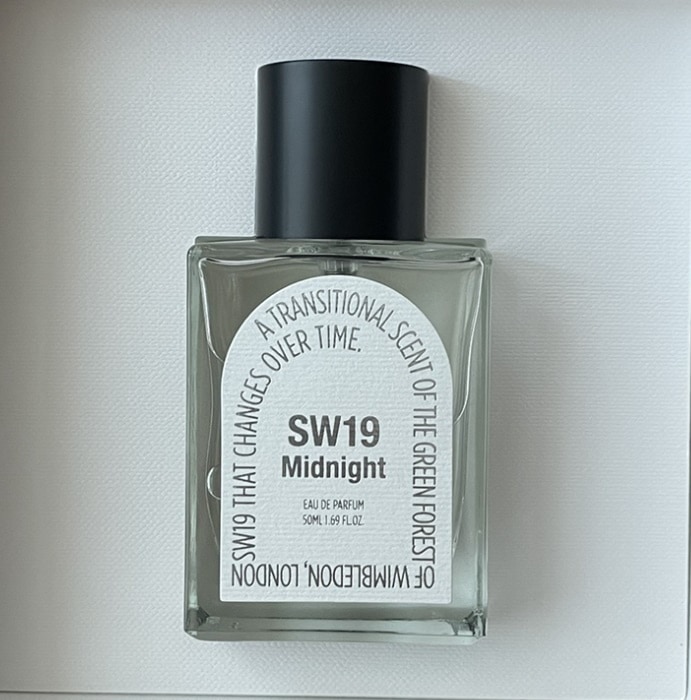 A TRANSITIONAL SCENT OF THE GREEN FOREST
OF WIMBLEDON, LONDON
SW19 THAT CHANGES OVER TIME.
SW19
Midnight
EAU DE PARFUM
50ML 1.69 FL.OZ.